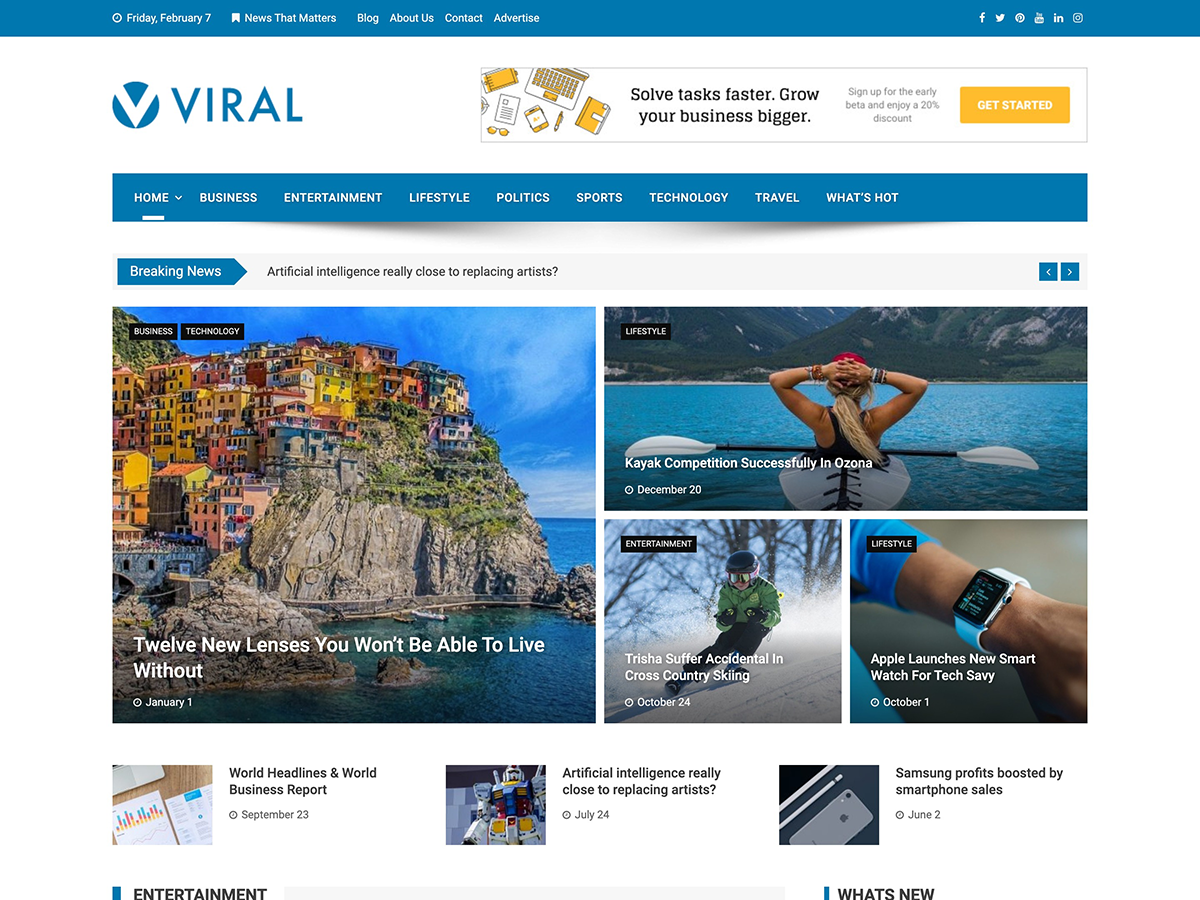 Friday, February 7 News That Matters Blog About Us Contact Advertise
VIRAL
Solve tasks faster. Grow
your business bigger.
Sign up for the early
beta and enjoy a 20%
discount
GET STARTED
HOME BUSINESS ENTERTAINMENT LIFESTYLE POLITICS SPORTS TECHNOLOGY TRAVEL WHAT'S HOT
Breaking News Artificial intelligence really close to replacing artists?
BUSINESS TECHNOLOGY
Twelve New Lenses You Won't Be Able To Live
Without
January 1
LIFESTYLE
Kayak Competition Successfully In Ozona
December 20
ENTERTAINMENT
Trisha Suffer Accidental In
Cross Country Skiing
October 24
LIFESTYLE
Apple Launches New Smart
Watch For Tech Savy
October 1
World Headlines & World
Business Report
September 23
Artificial intelligence really
close to replacing artists?
July 24
Samsung profits boosted by
smartphone sales
June 2
ENTERTAINMENT
WHATS NEW